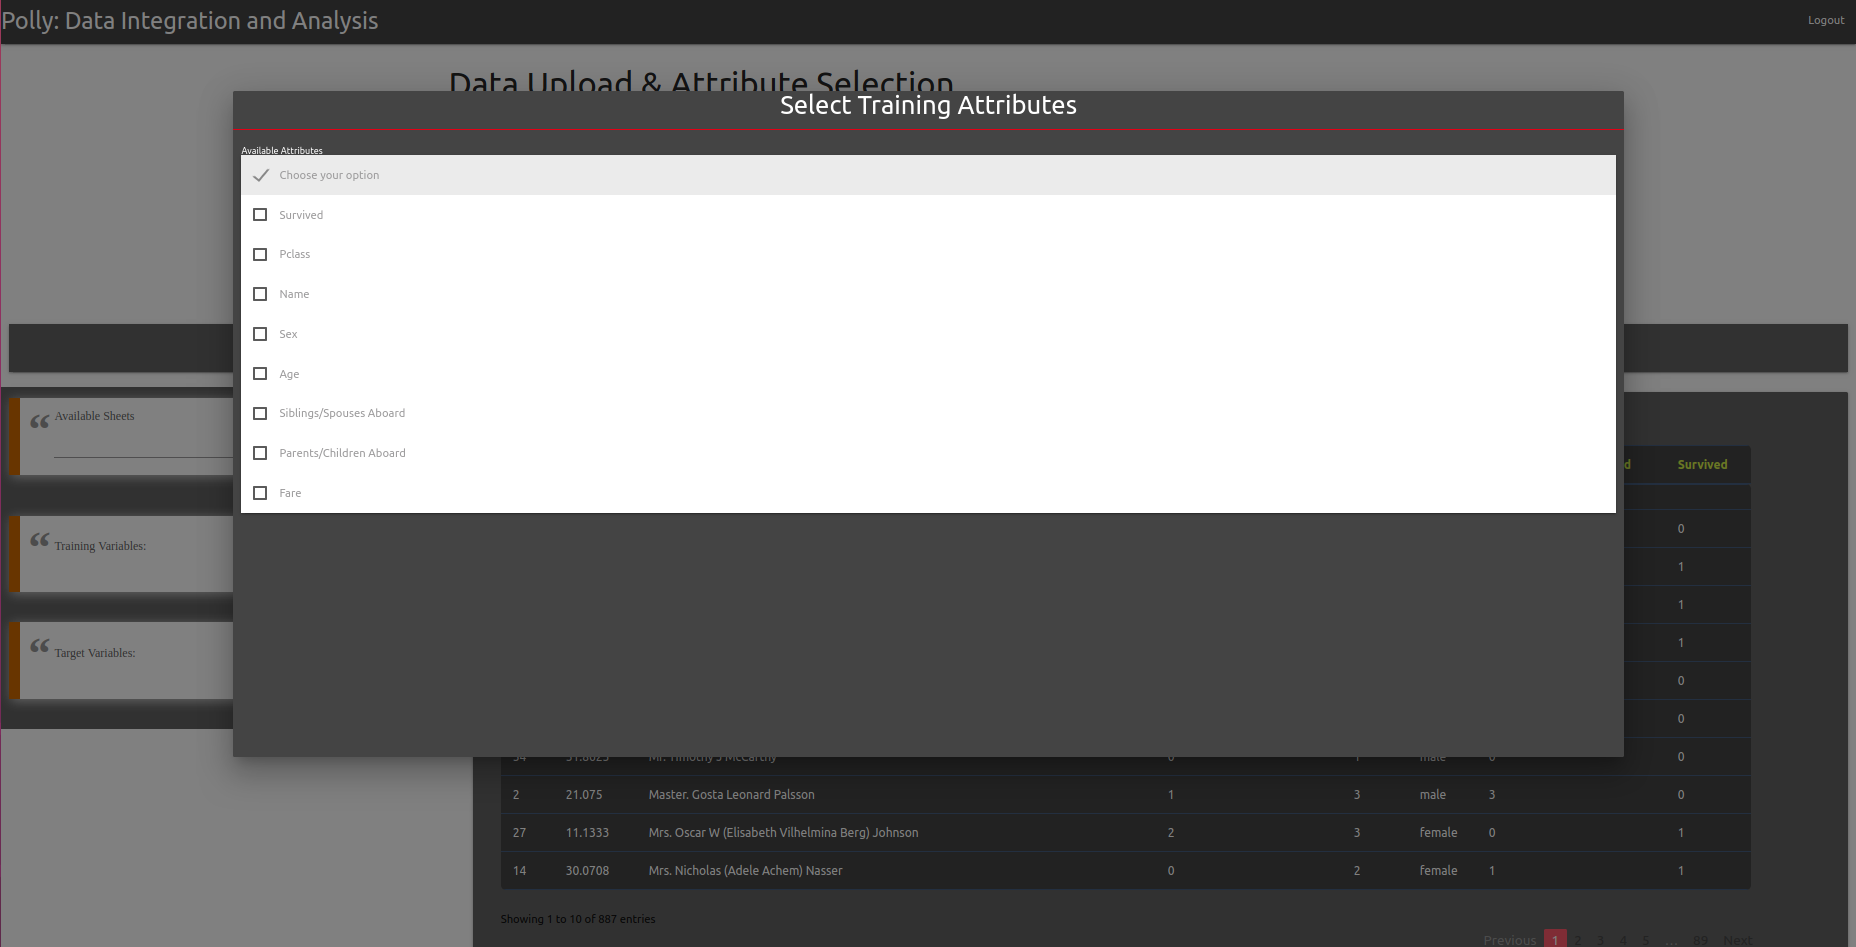 Polly: Data Integration and Analysis
Logout
Data Upload & Attribute Selection
Select Training Attributes
Available Attributes
Choose your option
Survived
Pclass
Name
Sex
Age
Siblings/Spouses Aboard
Parents/Children Aboard
Fare
Available Sheets
Training Variables:
Target Variables:
d Survived
0
1
1
1
0
0
Mr. Timothy J McCarthy 0 1 male 0 0
2 21.075 Master. Gosta Leonard Palsson 1 3 male 3 0
27 11.1333 Mrs. Oscar W (Elisabeth Vilhelmina Berg) Johnson 2 3 female 0 1
14 30.0708 Mrs. Nicholas (Adele Achem) Nasser 0 2 female 1 1
Showing 1 to 10 of 887 entries
Previous 1 2 3 4 5 ... 89 Next